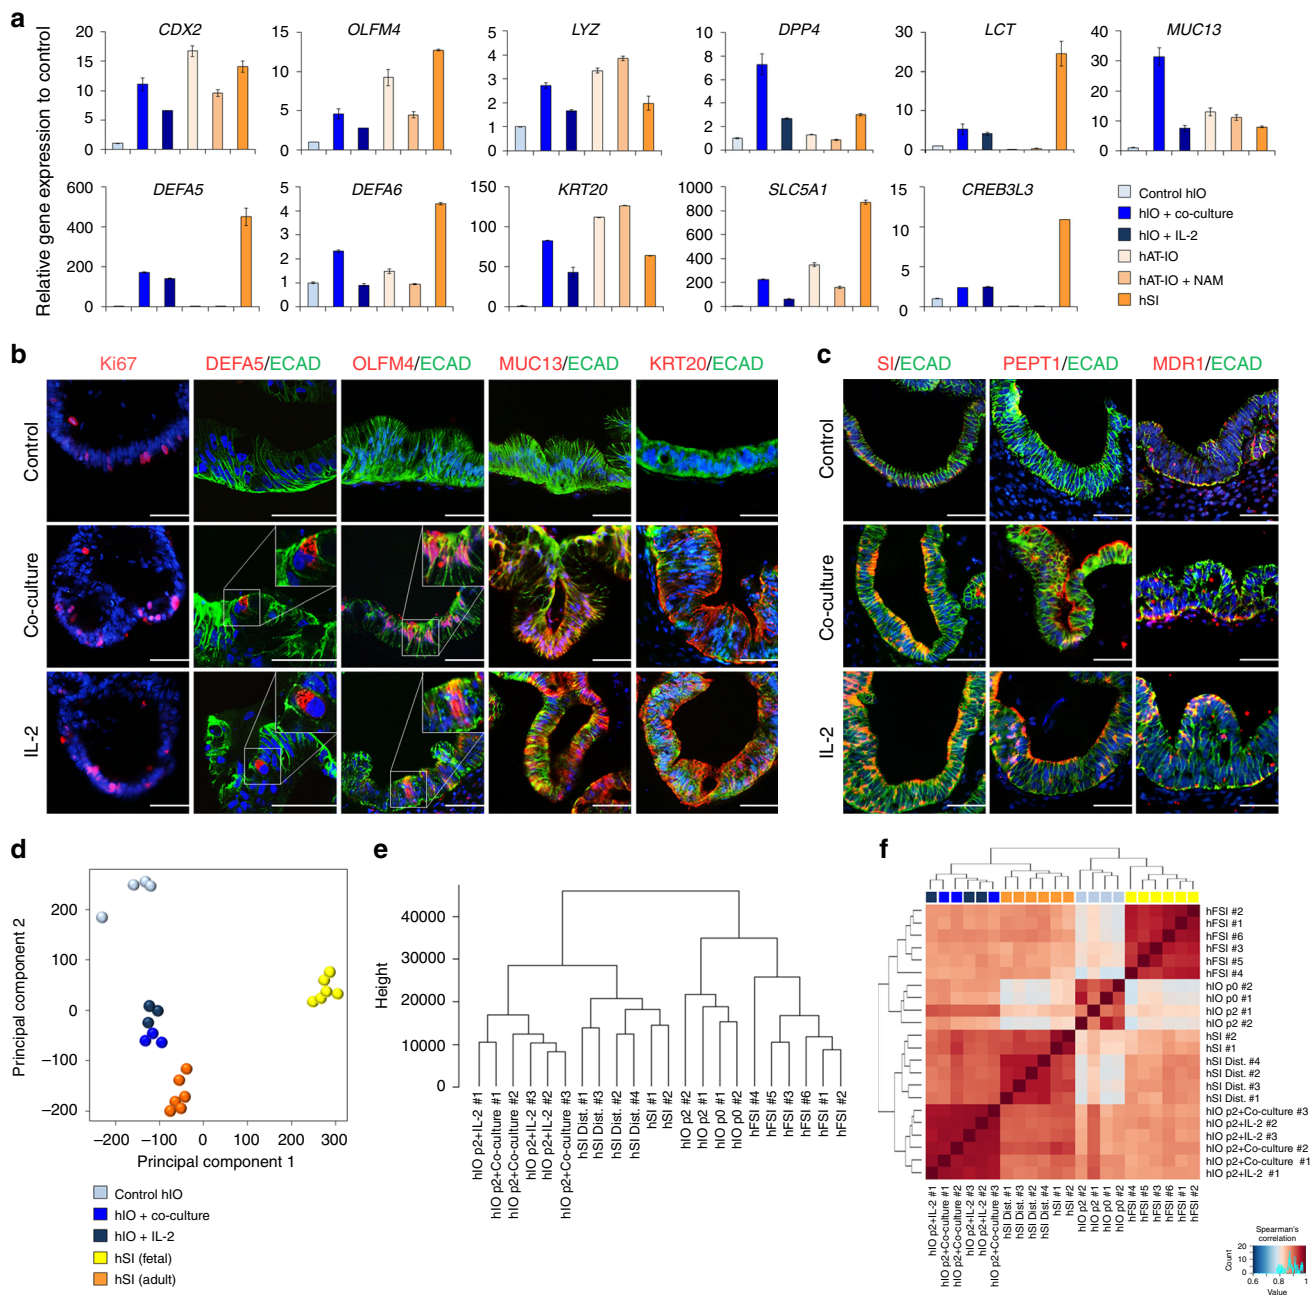 a
Relative gene expression to control
CDX2
20
15
10
5
0
OLFM4
15
10
5
0
LYZ
5
4
3
2
1
0
DPP4
10
8
6
4
2
0
LCT
30
20
10
0
MUC13
40
30
20
10
0
DEFA5
600
400
200
0
DEFA6
5
4
3
2
1
0
KRT20
150
100
50
0
SLC5A1
1000
800
600
400
200
0
CREB3L3
15
10
5
0
Control hIO
hIO + co-culture
hIO + IL-2
hAT-IO
hAT-IO + NAM
hSI
b
Ki67
DEFA5/ECAD
OLFM4/ECAD
MUC13/ECAD
KRT20/ECAD
Control
Co-culture
IL-2
c
SI/ECAD
PEPT1/ECAD
MDR1/ECAD
Control
Co-culture
IL-2
d
Principal component 2
200
100
0
−100
−200
−200
−100
0
100
200
300
Principal component 1
Control hIO
hIO + co-culture
hIO + IL-2
hSI (fetal)
hSI (adult)
e
Height
40000
30000
20000
10000
0
hIO p2+IL-2 #1
hIO p2+Co-culture #1
hIO p2+Co-culture #2
hIO p2+IL-2 #3
hIO p2+IL-2 #2
hIO p2+Co-culture #3
hSI Dist. #1
hSI Dist. #3
hSI Dist. #2
hSI Dist. #4
hSI #1
hSI #2
hIO p2 #2
hIO p2 #1
hIO p0 #1
hIO p0 #2
hFSI #4
hFSI #5
hFSI #3
hFSI #6
hFSI #1
hFSI #2
f
hFSI #2
hFSI #1
hFSI #6
hFSI #3
hFSI #5
hFSI #4
hIO p0 #2
hIO p0 #1
hIO p2 #1
hIO p2 #2
hSI #2
hSI #1
hSI Dist. #4
hSI Dist. #2
hSI Dist. #3
hSI Dist. #1
hIO p2+Co-culture #3
hIO p2+IL-2 #2
hIO p2+IL-2 #3
hIO p2+Co-culture #2
hIO p2+Co-culture #1
hIO p2+IL-2 #1
hIO p2+IL-2 #1
hIO p2+Co-culture #1
hIO p2+Co-culture #2
hIO p2+IL-2 #3
hIO p2+IL-2 #2
hIO p2+Co-culture #3
hSI Dist. #1
hSI Dist. #3
hSI Dist. #2
hSI Dist. #4
hSI #1
hSI #2
hIO p2 #2
hIO p2 #1
hIO p0 #1
hIO p0 #2
hFSI #4
hFSI #5
hFSI #3
hFSI #6
hFSI #1
hFSI #2
Spearman's
correlation
Count
20
10
0
0.6
0.8
1
Value